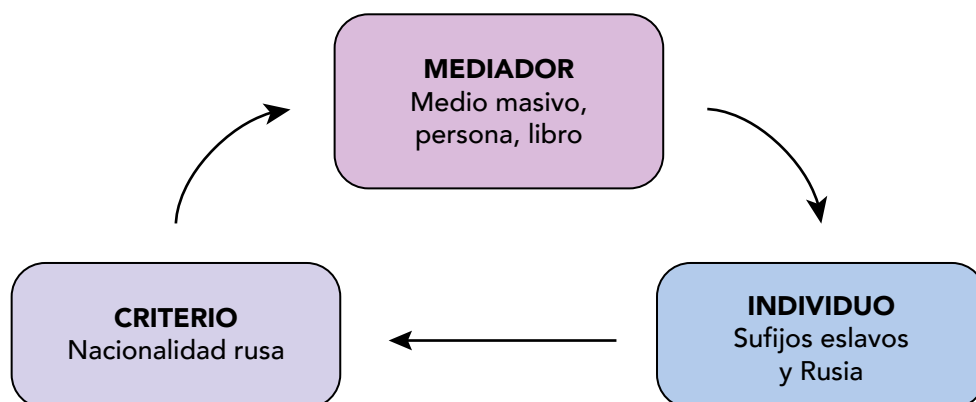 MEDIADOR
Medio masivo,
persona, libro
CRITERIO
Nacionalidad rusa
INDIVIDUO
Sufijos eslavos
y Rusia